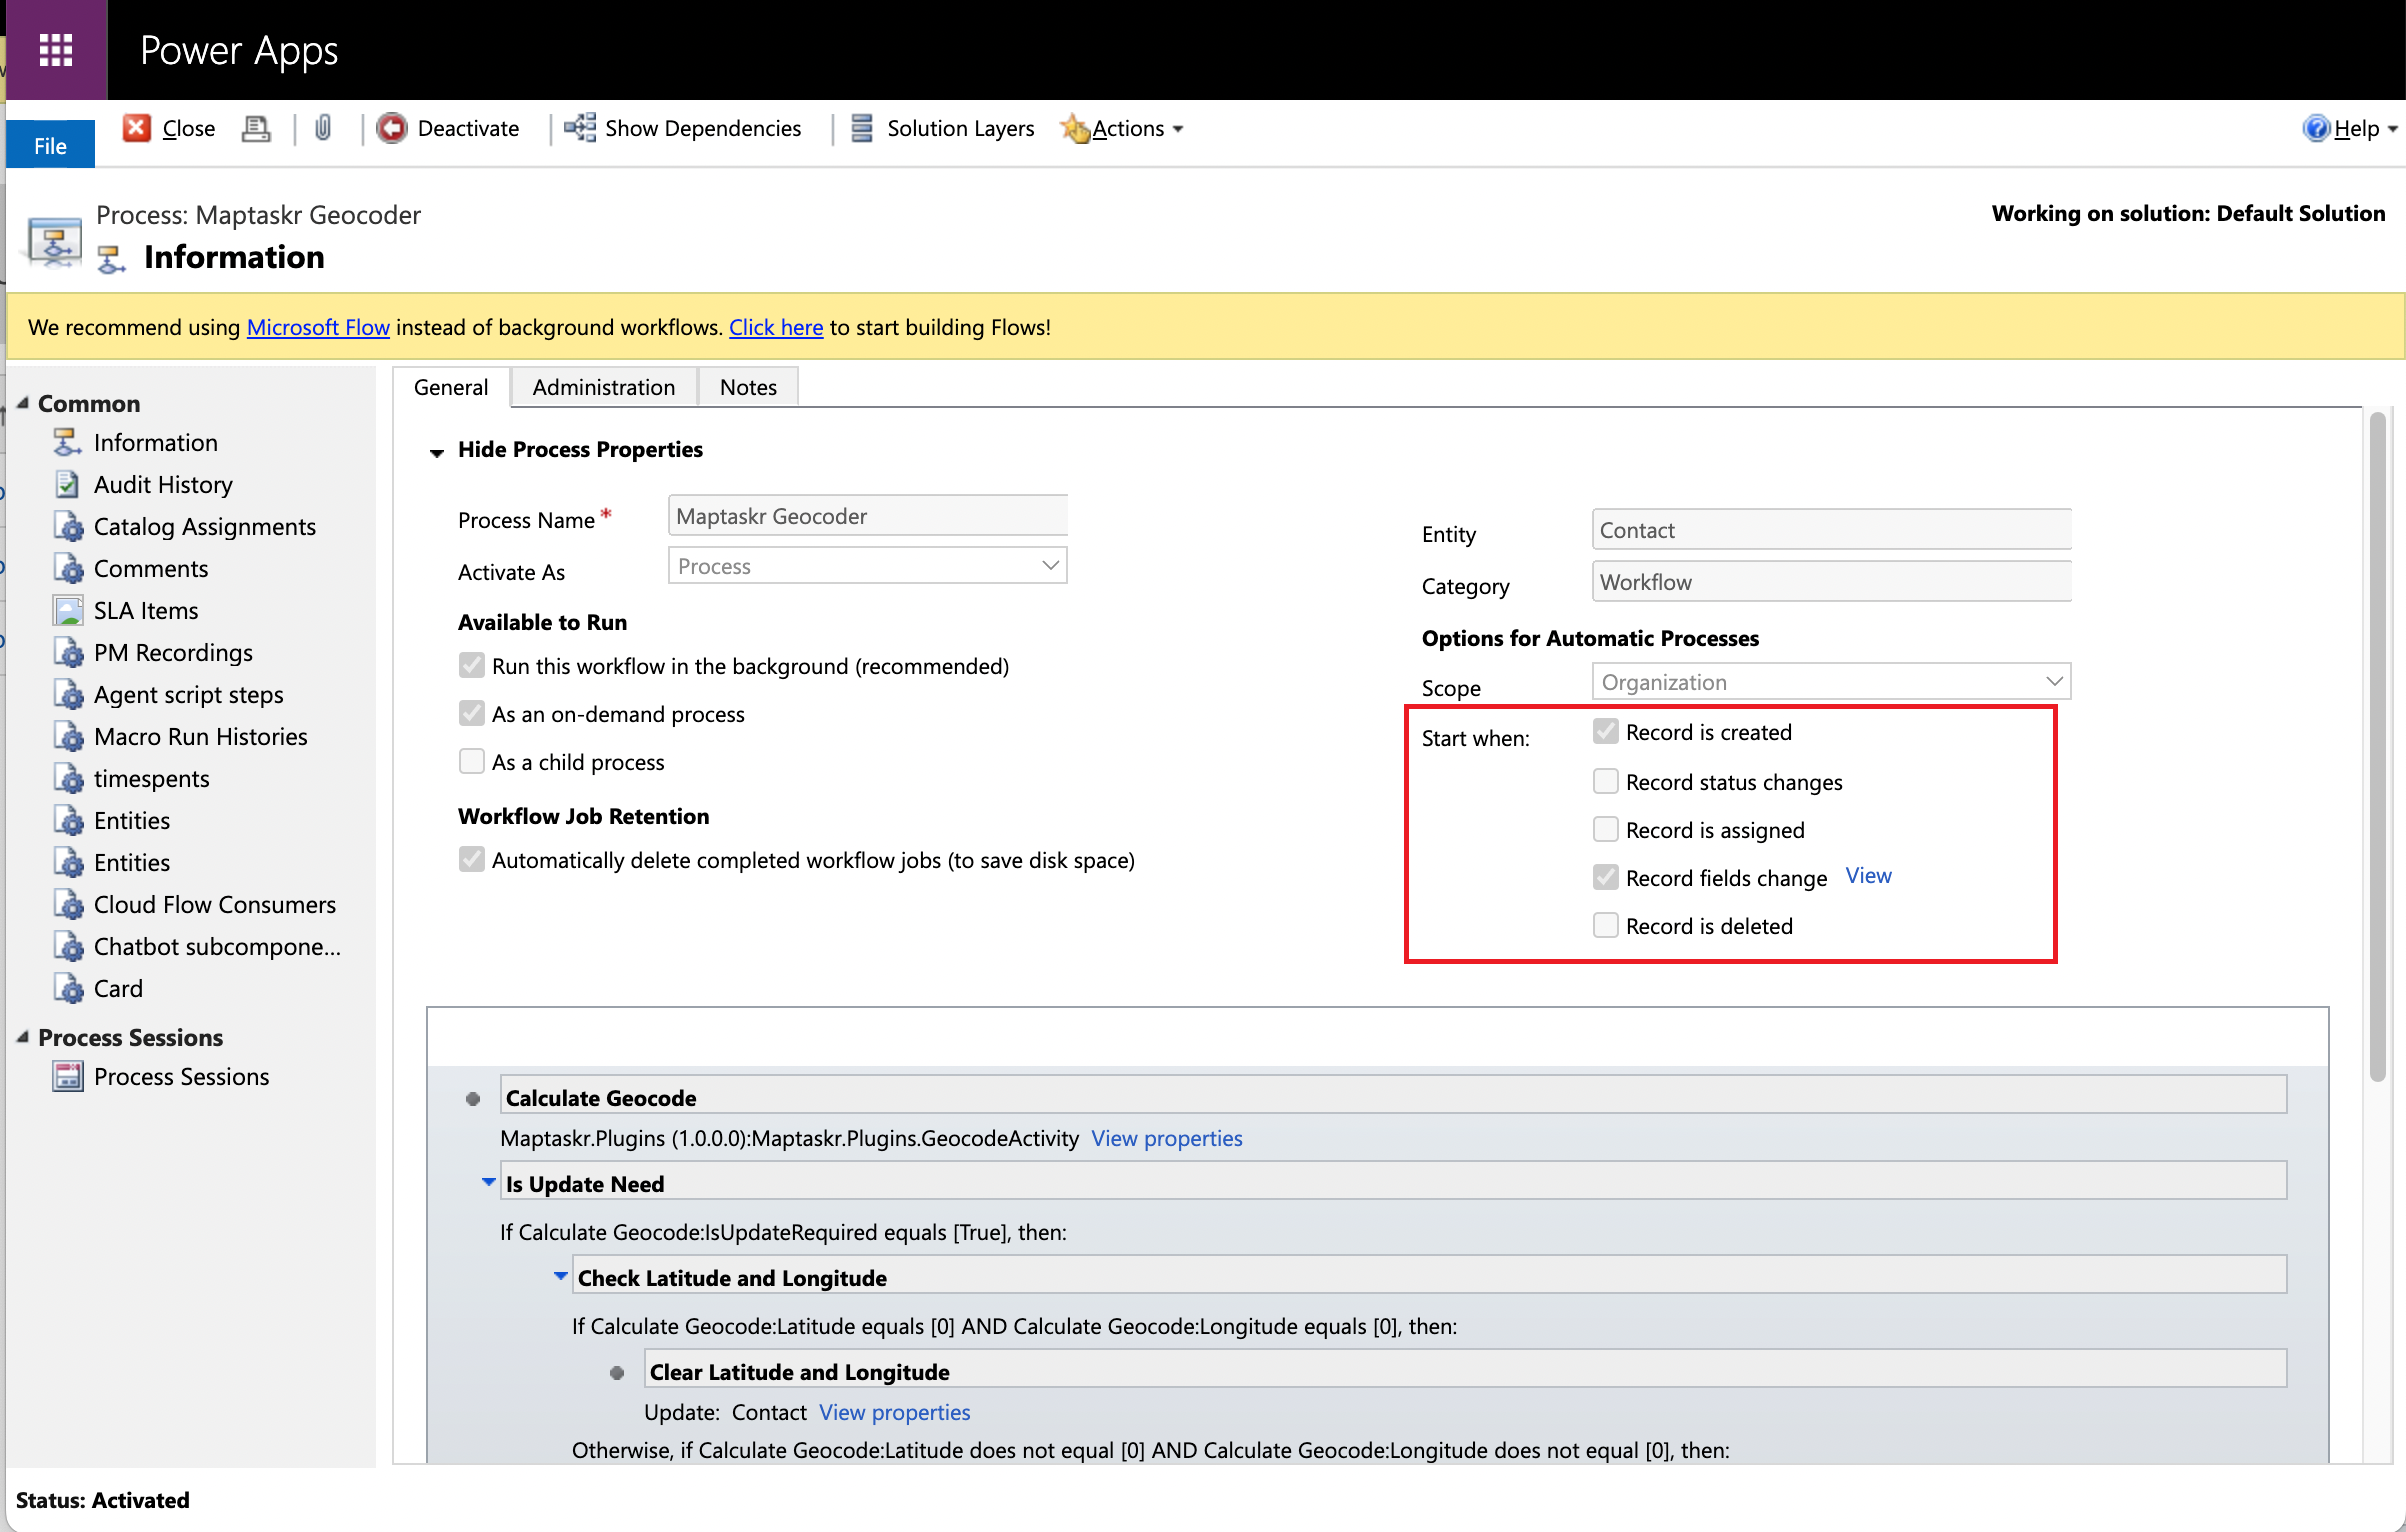 Power Apps
File
Close
Deactivate
Show Dependencies
Solution Layers
Actions
Help
Process: Maptaskr Geocoder
Information
Working on solution: Default Solution
We recommend using Microsoft Flow instead of background workflows. Click here to start building Flows!
Common
Information
Audit History
Catalog Assignments
Comments
SLA Items
PM Recordings
Agent script steps
Macro Run Histories
timespents
Entities
Entities
Cloud Flow Consumers
Chatbot subcompone...
Card
Process Sessions
Process Sessions
General
Administration
Notes
Hide Process Properties
Process Name *
Maptaskr Geocoder
Activate As
Process
Available to Run
Run this workflow in the background (recommended)
As an on-demand process
As a child process
Workflow Job Retention
Automatically delete completed workflow jobs (to save disk space)
Entity
Contact
Category
Workflow
Options for Automatic Processes
Scope
Organization
Start when:
Record is created
Record status changes
Record is assigned
Record fields change View
Record is deleted
Calculate Geocode
Maptaskr.Plugins (1.0.0.0):Maptaskr.Plugins.GeocodeActivity View properties
Is Update Need
If Calculate Geocode:IsUpdateRequired equals [True], then:
Check Latitude and Longitude
If Calculate Geocode:Latitude equals [0] AND Calculate Geocode:Longitude equals [0], then:
Clear Latitude and Longitude
Update: Contact View properties
Otherwise, if Calculate Geocode:Latitude does not equal [0] AND Calculate Geocode:Longitude does not equal [0], then:
Status: Activated